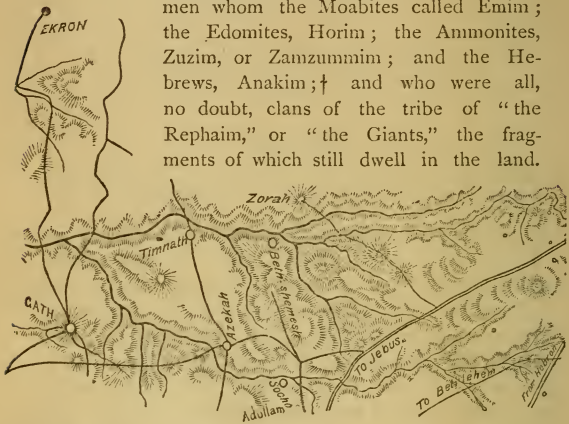 men whom the Moabites called Emim ;
the Edomites, Horim ; the Ammonites,
Zuzim, or Zamzummim ; and the He-
brews, Anakim ;† and who were all,
no doubt, clans of the tribe of “the
Rephaim,” or “the Giants,” the frag-
ments of which still dwell in the land.
EKRON
Zorah
Timnath
Beth shemesh
GATH
Azekah
To Jebus.
Socho
Adullam
To Bethlehem
From Hebron